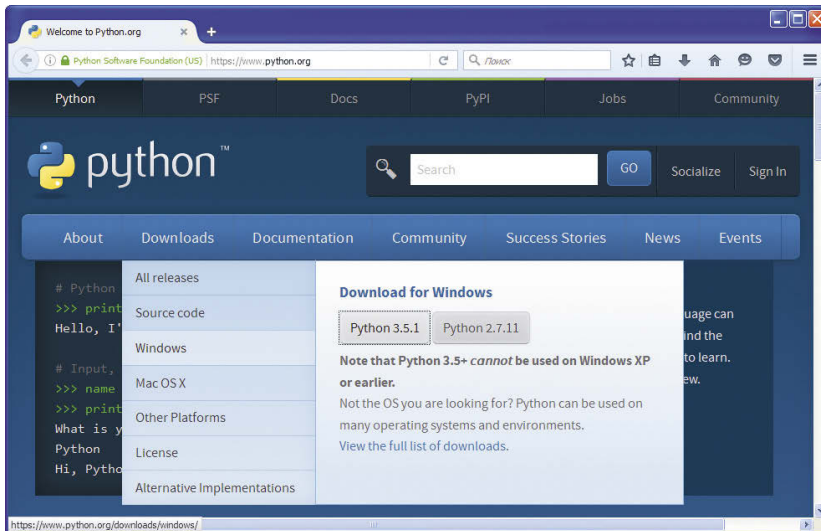 Welcome to Python.org
Python Software Foundation (US) https://www.python.org Поиск
Python PSF Docs PyPI Jobs Community
python™
Search GO Socialize Sign In
About Downloads Documentation Community Success Stories News Events
# Python
>>> print
Hello, I'
# Input,
>>> name
>>> print
What is y
Python
Hi, Pytho
All releases
Source code
Windows
Mac OS X
Other Platforms
License
Alternative Implementations
Download for Windows
Python 3.5.1 Python 2.7.11
Note that Python 3.5+ cannot be used on Windows XP
or earlier.
Not the OS you are looking for? Python can be used on
many operating systems and environments.
View the full list of downloads.
uage can
ind the
to learn.
ew.
https://www.python.org/downloads/windows/